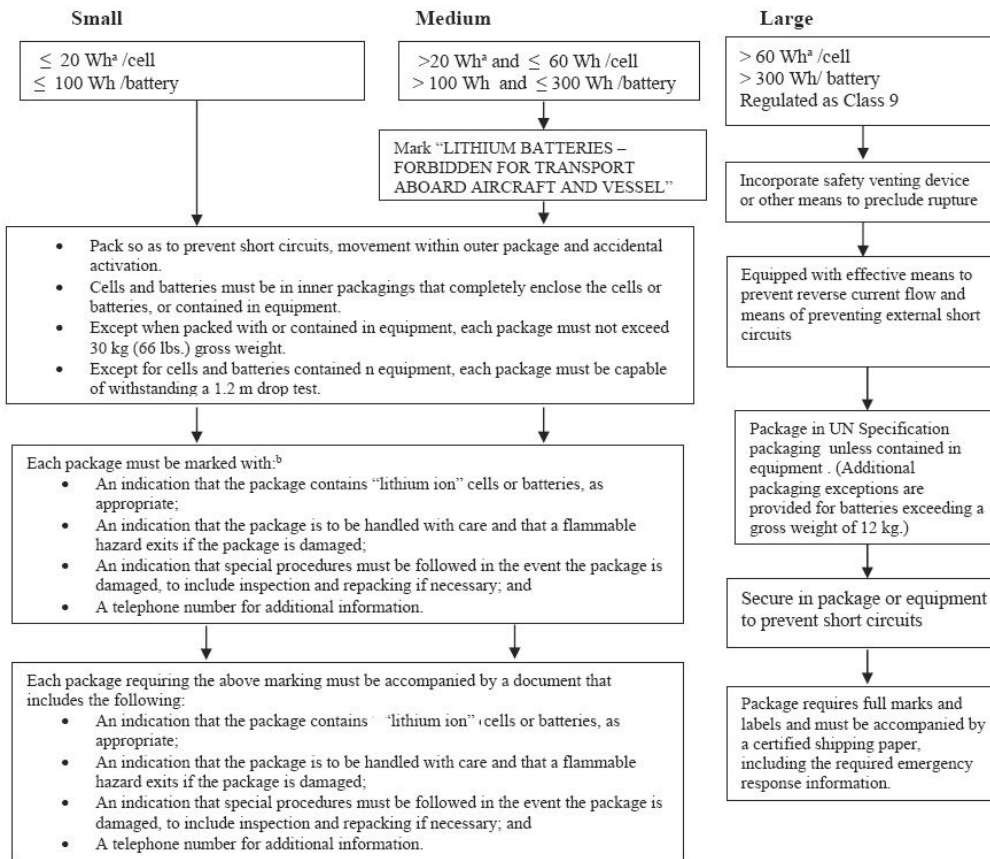 Small
≤ 20 Whᵃ /cell
≤ 100 Wh /battery
Medium
>20 Whᵃ and ≤ 60 Wh /cell
> 100 Wh and ≤ 300 Wh /battery
Mark “LITHIUM BATTERIES –
FORBIDDEN FOR TRANSPORT
ABOARD AIRCRAFT AND VESSEL”
• Pack so as to prevent short circuits, movement within outer package and accidental
activation.
• Cells and batteries must be in inner packagings that completely enclose the cells or
batteries, or contained in equipment.
• Except when packed with or contained in equipment, each package must not exceed
30 kg (66 lbs.) gross weight.
• Except for cells and batteries contained n equipment, each package must be capable
of withstanding a 1.2 m drop test.
Each package must be marked with:ᵇ
• An indication that the package contains “lithium ion” cells or batteries, as
appropriate;
• An indication that the package is to be handled with care and that a flammable
hazard exits if the package is damaged;
• An indication that special procedures must be followed in the event the package is
damaged, to include inspection and repacking if necessary; and
• A telephone number for additional information.
Each package requiring the above marking must be accompanied by a document that
includes the following:
• An indication that the package contains “lithium ion” cells or batteries, as
appropriate;
• An indication that the package is to be handled with care and that a flammable
hazard exits if the package is damaged;
• An indication that special procedures must be followed in the event the package is
damaged, to include inspection and repacking if necessary; and
• A telephone number for additional information.
Large
> 60 Whᵃ /cell
> 300 Wh/ battery
Regulated as Class 9
Incorporate safety venting device
or other means to preclude rupture
Equipped with effective means to
prevent reverse current flow and
means of preventing external short
circuits
Package in UN Specification
packaging unless contained in
equipment . (Additional
packaging exceptions are
provided for batteries exceeding a
gross weight of 12 kg.)
Secure in package or equipment
to prevent short circuits
Package requires full marks and
labels and must be accompanied by
a certified shipping paper,
including the required emergency
response information.